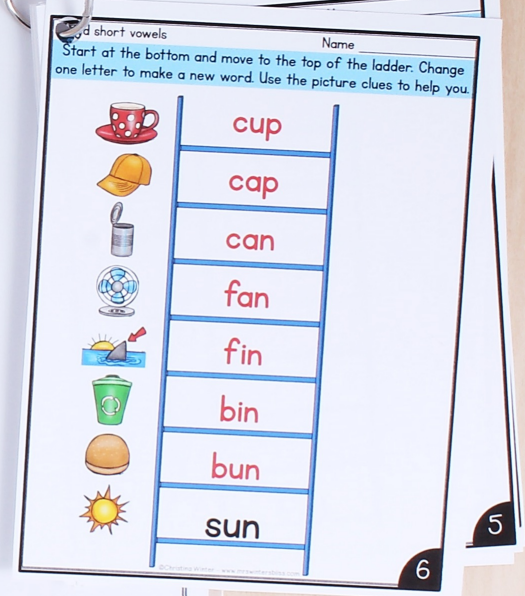 short vowels
Name
Start at the bottom and move to the top of the ladder. Change
one letter to make a new word. Use the picture clues to help you.
cup
cap
can
fan
fin
bin
bun
sun
5
6